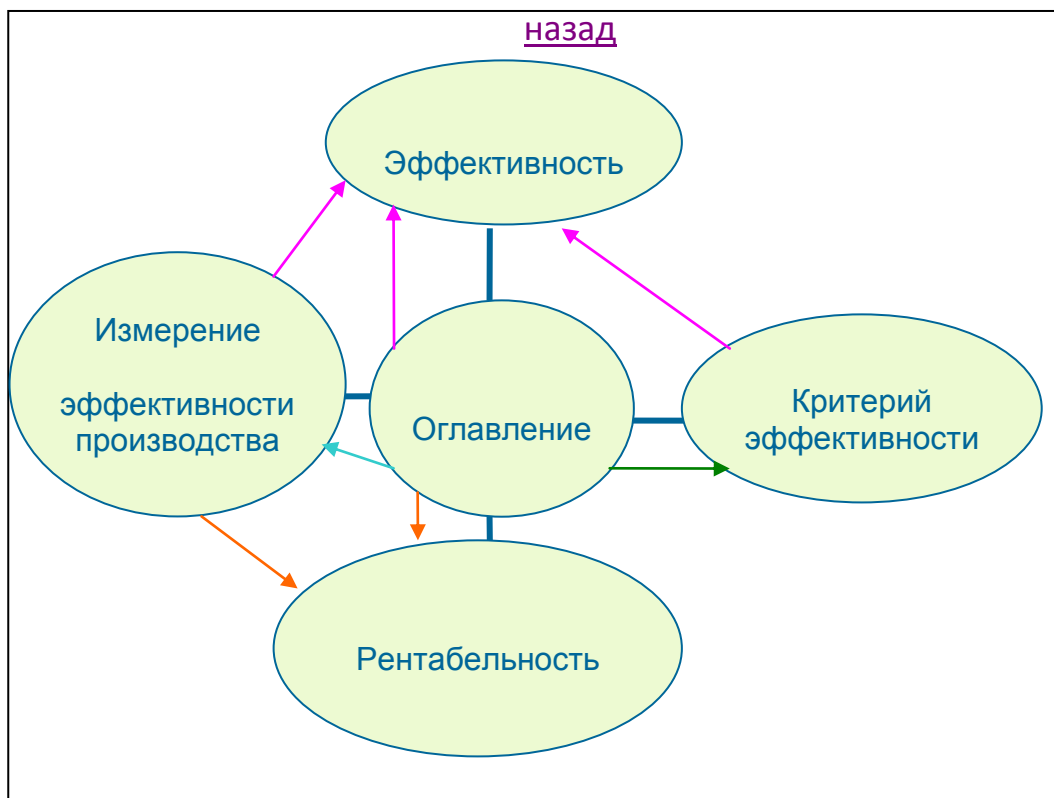 назад
Эффективность
Измерение
эффективности
производства
Оглавление
Критерий
эффективности
Рентабельность